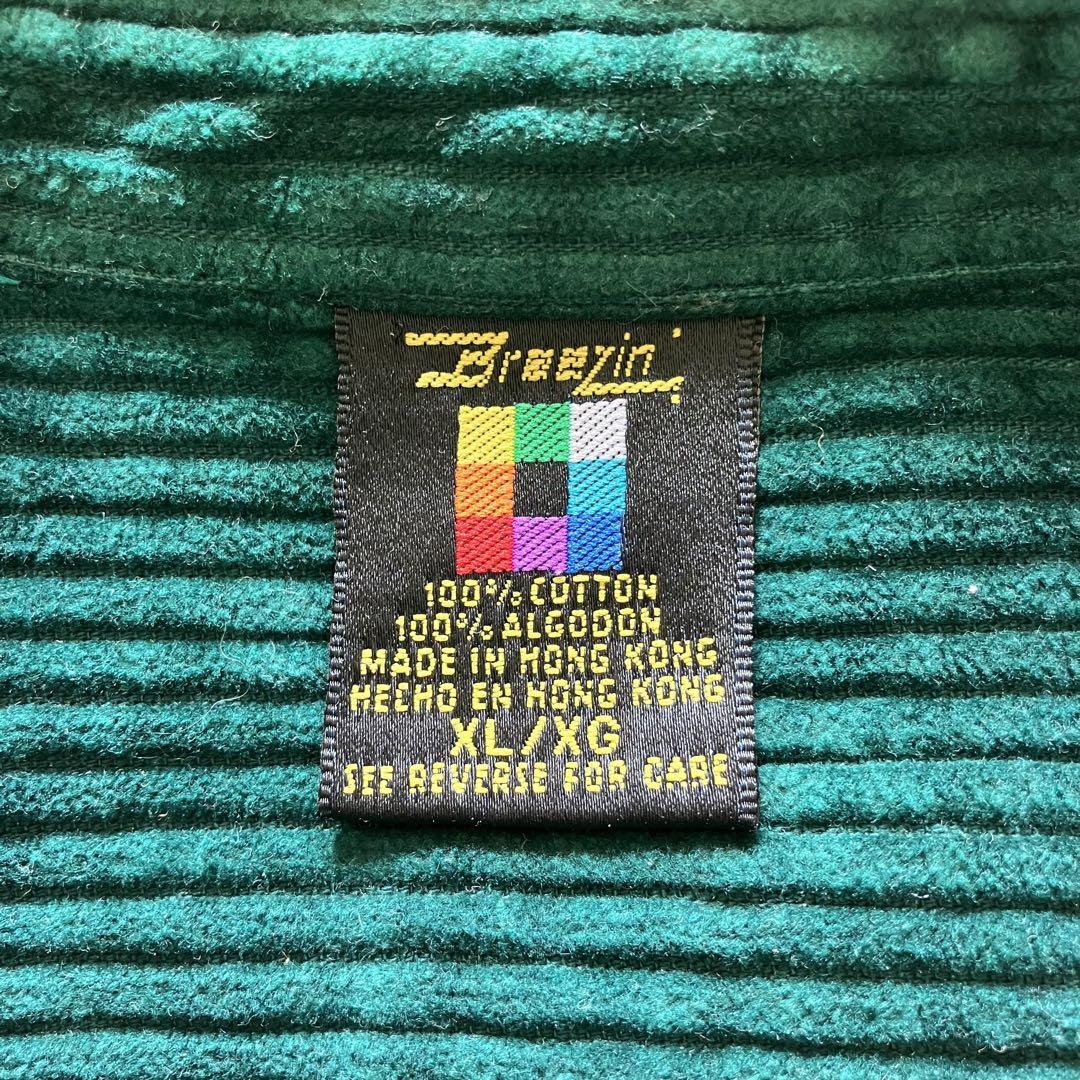 Breezin'
100% COTTON
100% ALGODON
MADE IN HONG KONG
HECHO EN HONG KONG
XL/XG
SEE REVERSE FOR CARE